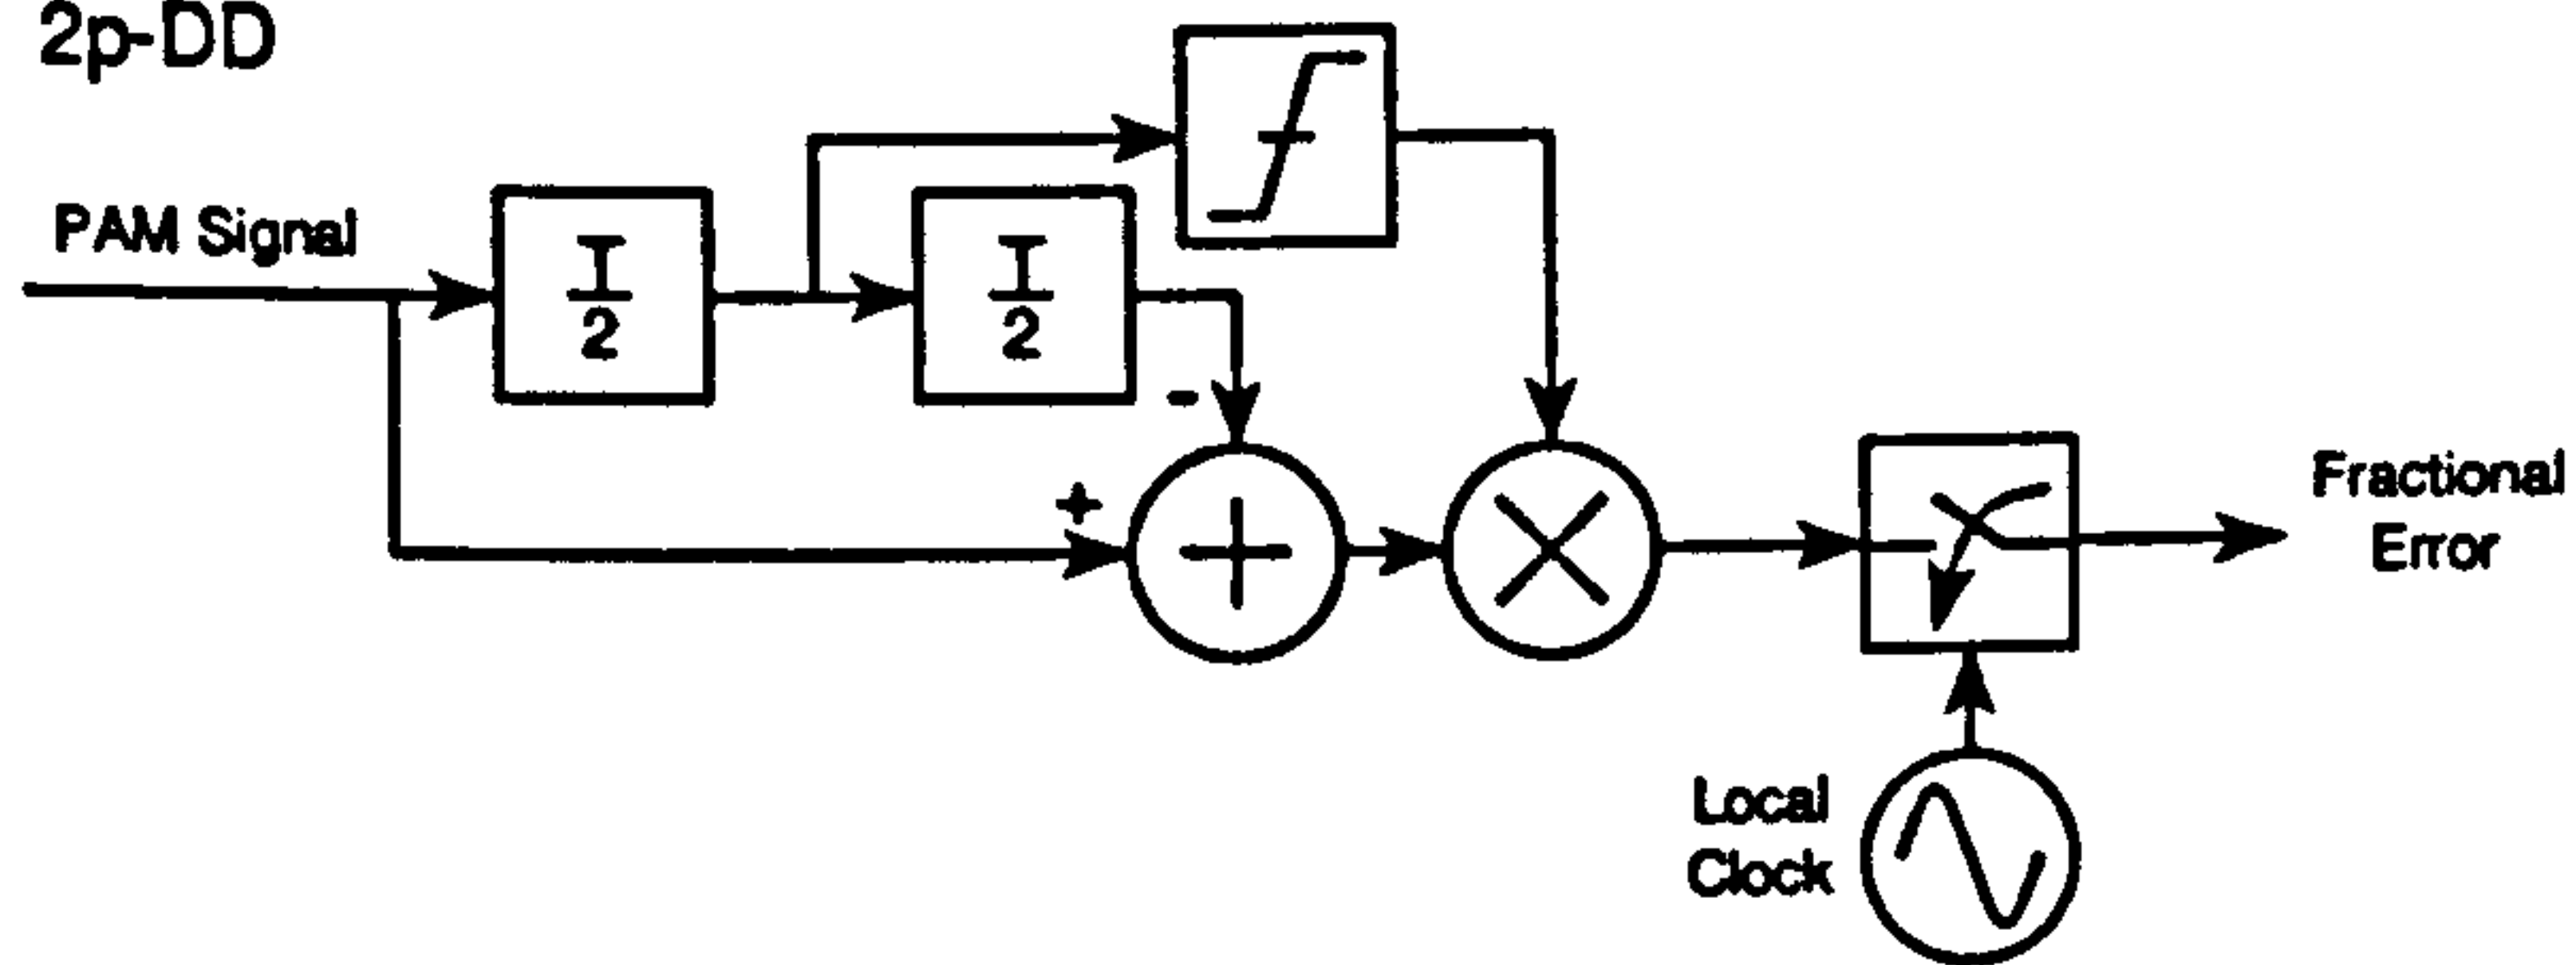 2p-DD
PAM Signal
T
2
T
2
-
+
Fractional
Error
Local
Clock